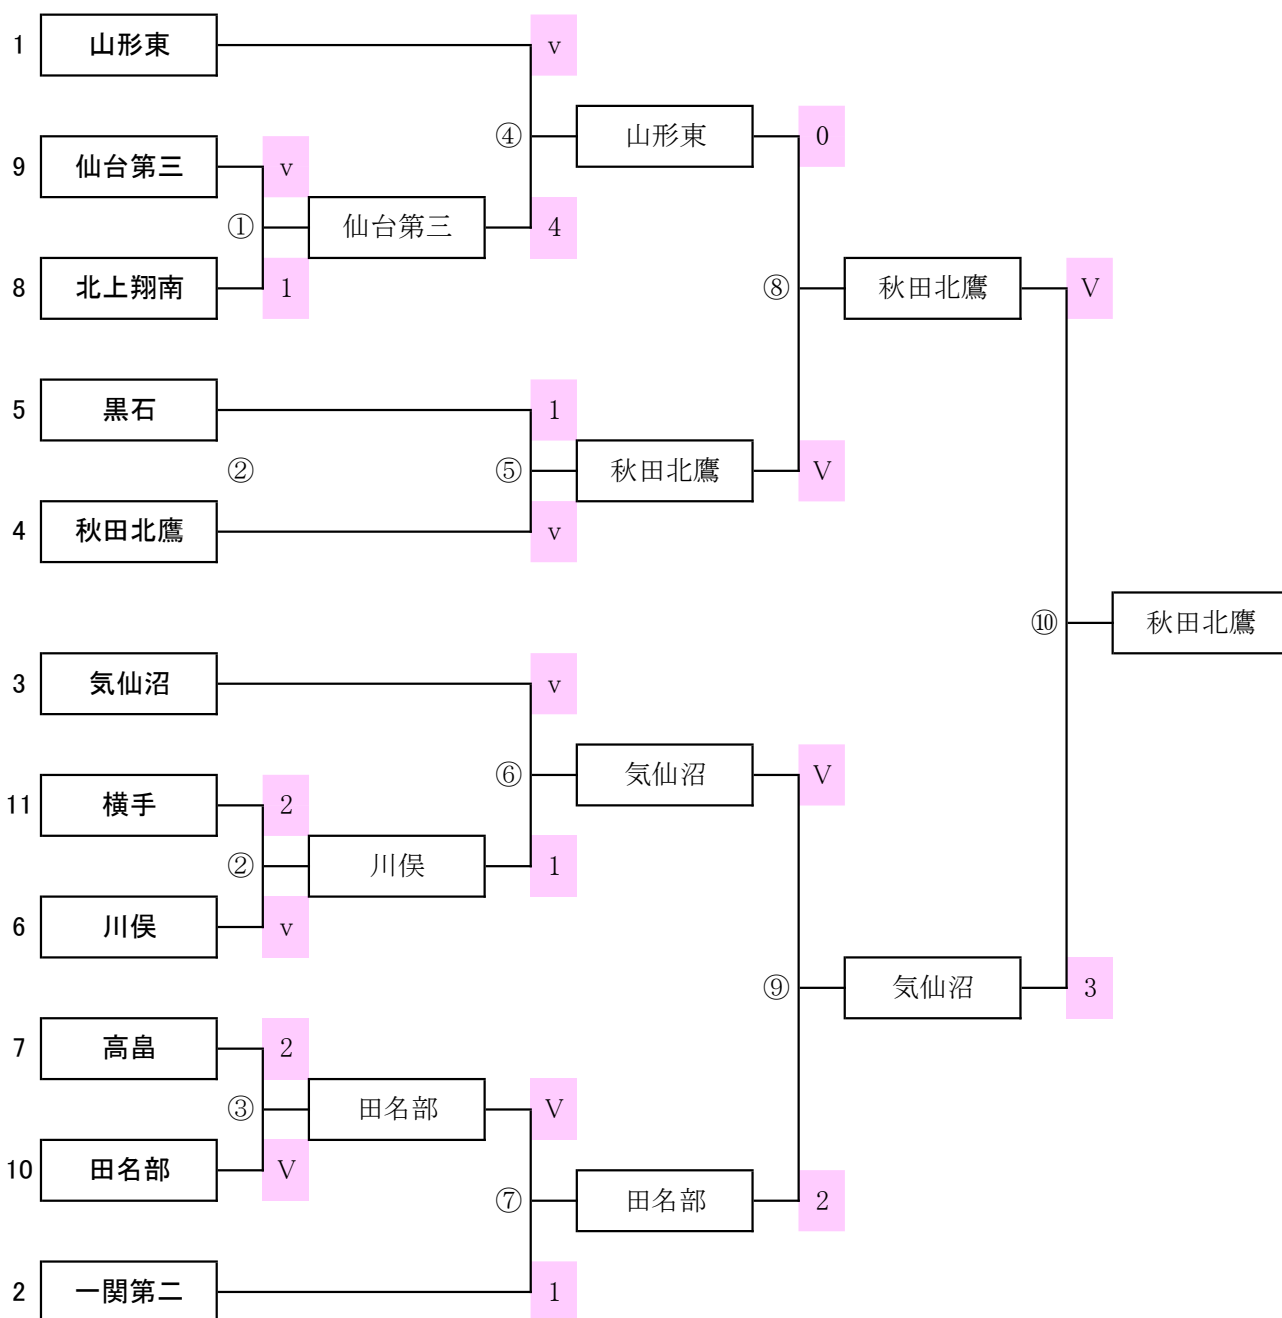 1 山形東 v
④ 山形東 0
9 仙台第三 v
① 仙台第三 4
8 北上翔南 1
⑧ 秋田北鷹 V
5 黒石 1
② ⑤ 秋田北鷹 V
4 秋田北鷹 v
⑩ 秋田北鷹
3 気仙沼 v
⑥ 気仙沼 V
11 横手 2
② 川俣 1
6 川俣 v
⑨ 気仙沼 3
7 高畠 2
③ 田名部 V
10 田名部 V
⑦ 田名部 2
2 一関第二 1